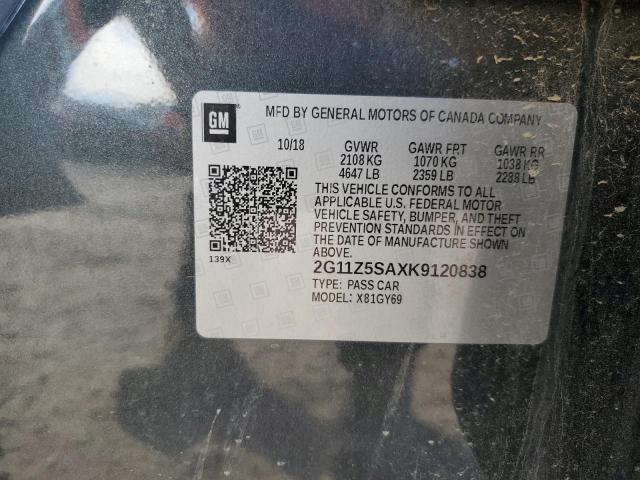 GM
MFD BY GENERAL MOTORS OF CANADA COMPANY
10/18 GVWR GAWR FRT GAWR RR
2108 KG 1070 KG 1038 KG
4647 LB 2359 LB 2288 LB
THIS VEHICLE CONFORMS TO ALL
APPLICABLE U.S. FEDERAL MOTOR
VEHICLE SAFETY, BUMPER, AND THEFT
PREVENTION STANDARDS IN EFFECT ON
THE DATE OF MANUFACTURE SHOWN
ABOVE.
139X
2G11Z5SAXK9120838
TYPE: PASS CAR
MODEL: X81GY69